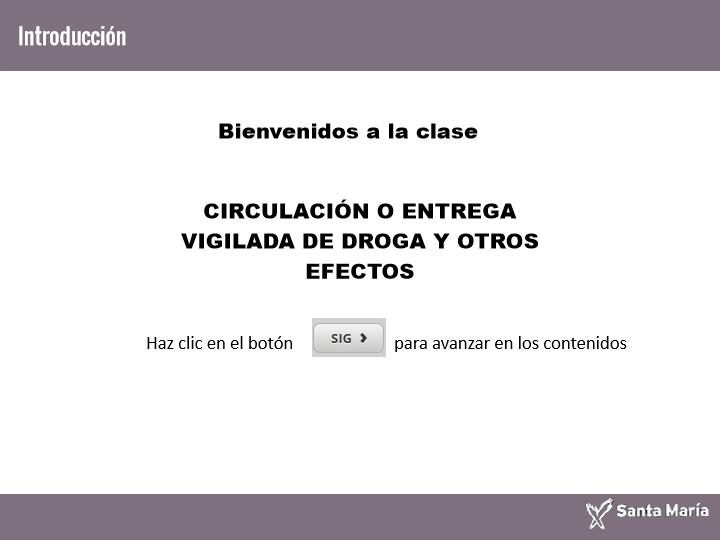 Introducción
Bienvenidos a la clase
CIRCULACIÓN O ENTREGA
VIGILADA DE DROGA Y OTROS
EFECTOS
Haz clic en el botón SIG para avanzar en los contenidos
Santa María